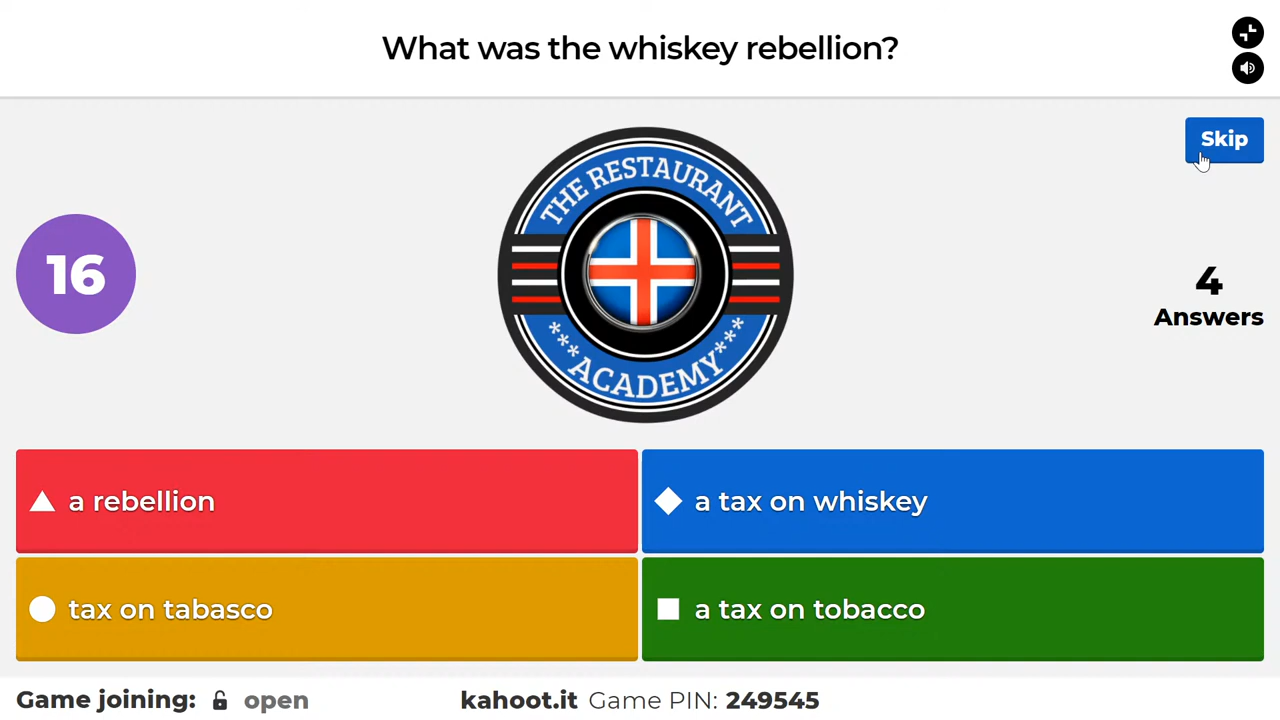 What was the whiskey rebellion?
Skip
THE RESTAURANT
***ACADEMY***
16
4
Answers
a rebellion
a tax on whiskey
tax on tabasco
a tax on tobacco
Game joining: open kahoot.it Game PIN: 249545